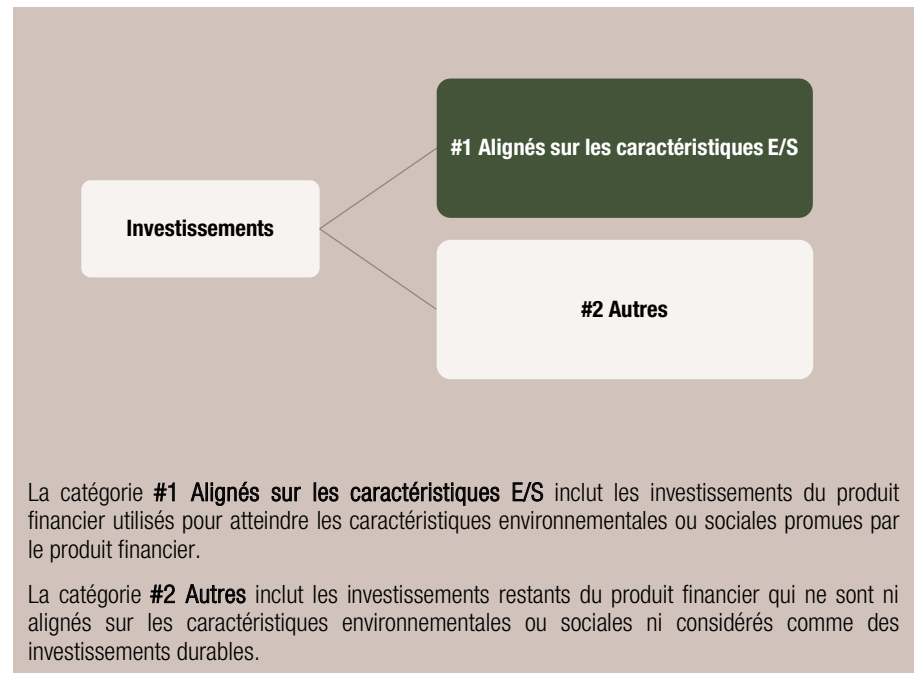 #1 Alignés sur les caractéristiques E/S
Investissements
#2 Autres
La catégorie #1 Alignés sur les caractéristiques E/S inclut les investissements du produit
financier utilisés pour atteindre les caractéristiques environnementales ou sociales promues par
le produit financier.
La catégorie #2 Autres inclut les investissements restants du produit financier qui ne sont ni
alignés sur les caractéristiques environnementales ou sociales ni considérés comme des
investissements durables.